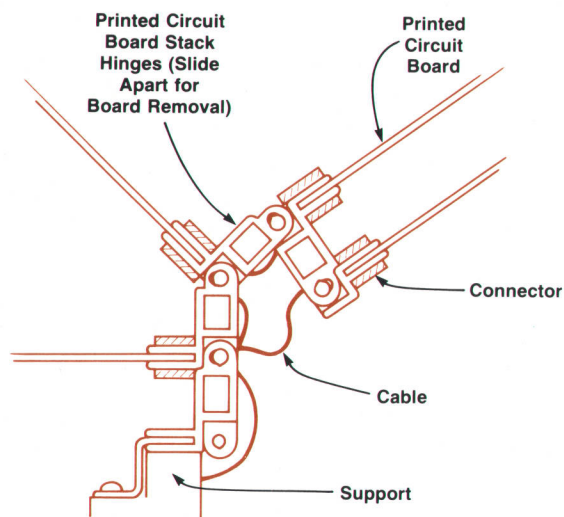 Printed Circuit
Board Stack
Hinges (Slide
Apart for
Board Removal)
Printed
Circuit
Board
Connector
Cable
Support